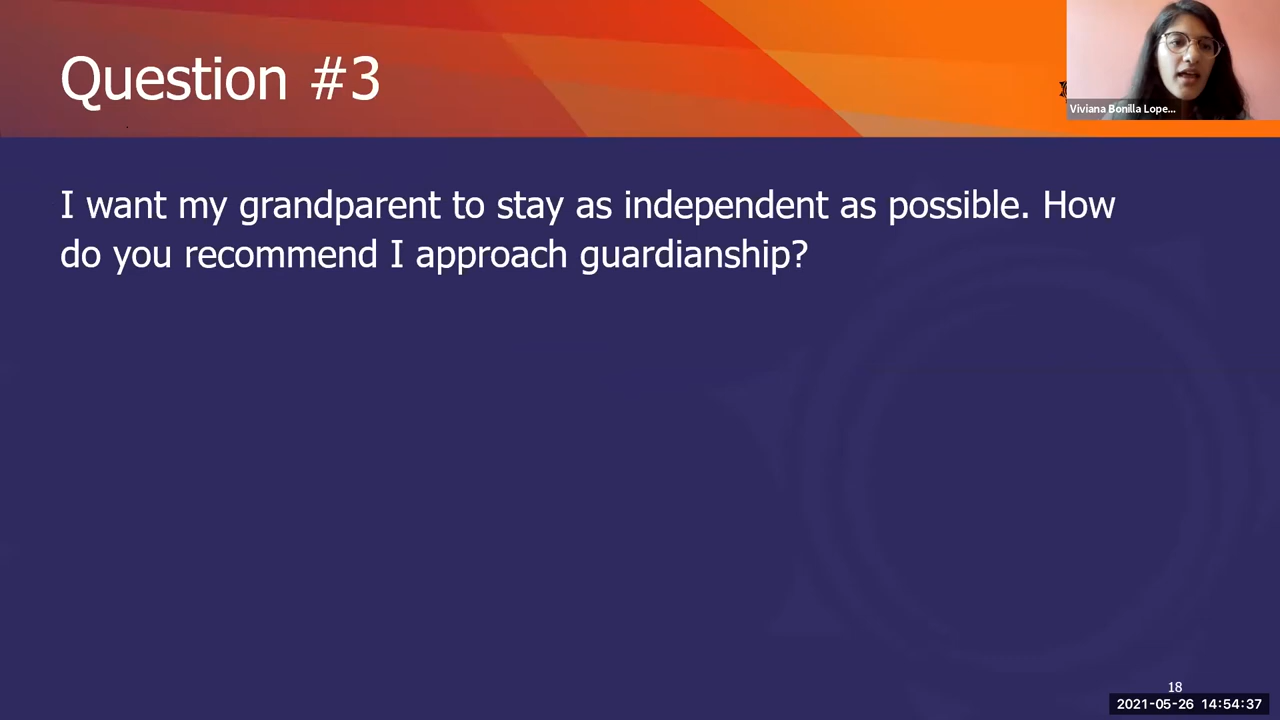 Question #3
Viviana Bonilla Lope...
I want my grandparent to stay as independent as possible. How
do you recommend I approach guardianship?
18
2021-05-26 14:54:37